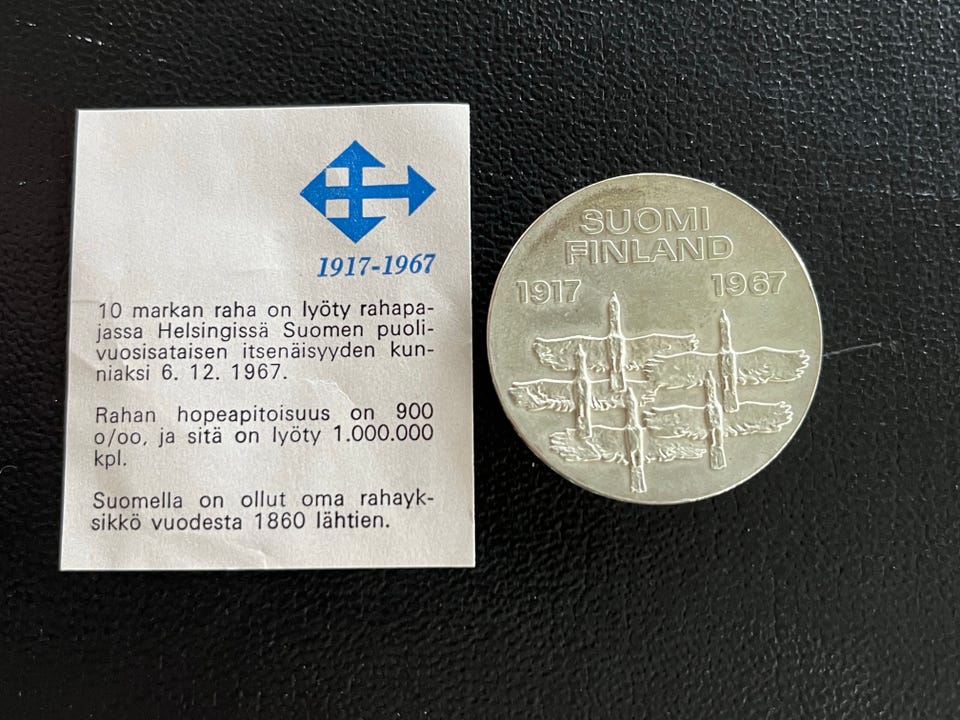 1917-1967
10 markan raha on lyöty rahapa-
jassa Helsingissä Suomen puoli-
vuosisataisen itsenäisyyden kun-
niaksi 6. 12. 1967.
Rahan hopeapitoisuus on 900
o/oo, ja sitä on lyöty 1.000.000
kpl.
Suomella on ollut oma rahayk-
sikkö vuodesta 1860 lähtien.
SUOMI
FINLAND
1917 1967